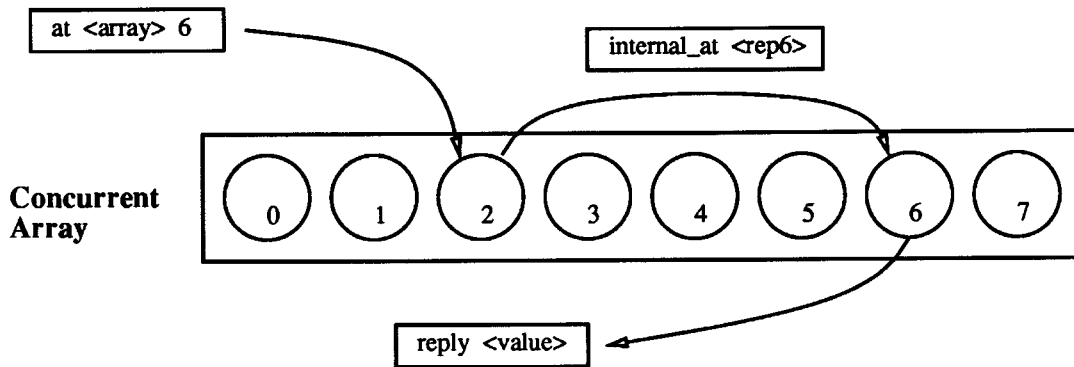 at <array> 6
internal_at <rep6>
Concurrent
Array
0 1 2 3 4 5 6 7
reply <value>